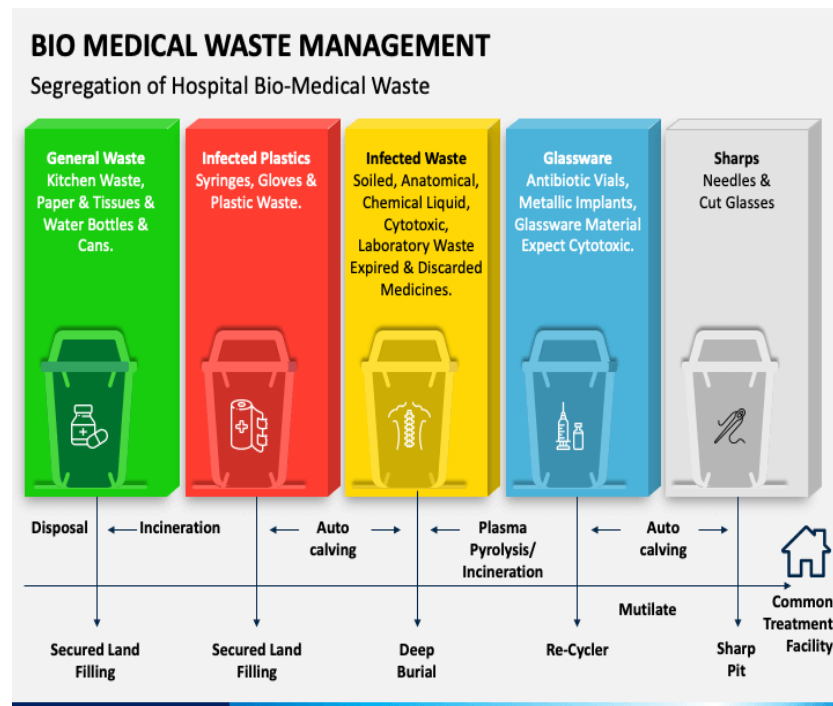 BIO MEDICAL WASTE MANAGEMENT
Segregation of Hospital Bio-Medical Waste
General Waste
Kitchen Waste,
Paper & Tissues &
Water Bottles &
Cans.
Infected Plastics
Syringes, Gloves &
Plastic Waste.
Infected Waste
Soiled, Anatomical,
Chemical Liquid,
Cytotoxic,
Laboratory Waste
Expired & Discarded
Medicines.
Glassware
Antibiotic Vials,
Metallic Implants,
Glassware Material
Expect Cytotoxic.
Sharps
Needles &
Cut Glasses
Disposal
Incineration
Auto
calving
Plasma
Pyrolysis/
Incineration
Auto
calving
Mutilate
Common
Treatment
Facility
Secured Land
Filling
Secured Land
Filling
Deep
Burial
Re-Cycler
Sharp
Pit